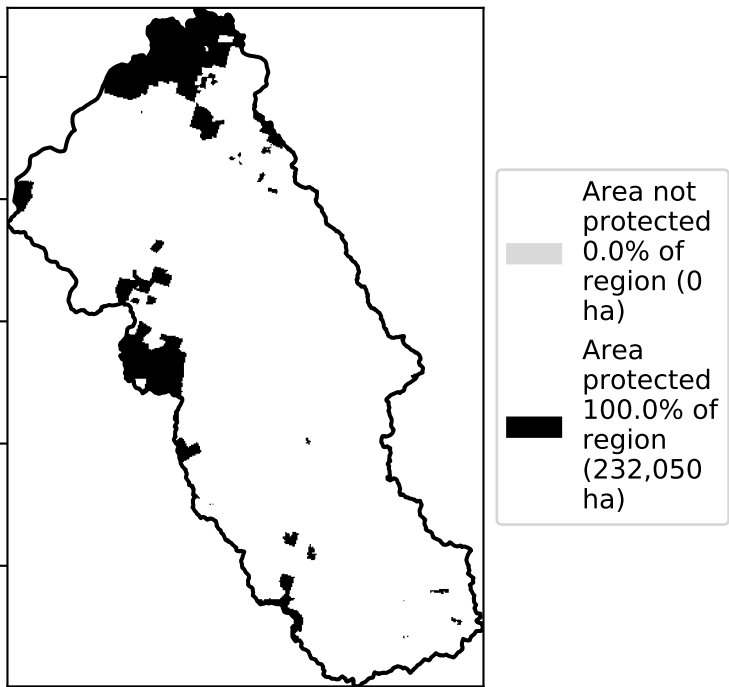 Area not
protected
0.0% of
region (0
ha)
Area
protected
100.0% of
region
(232,050
ha)